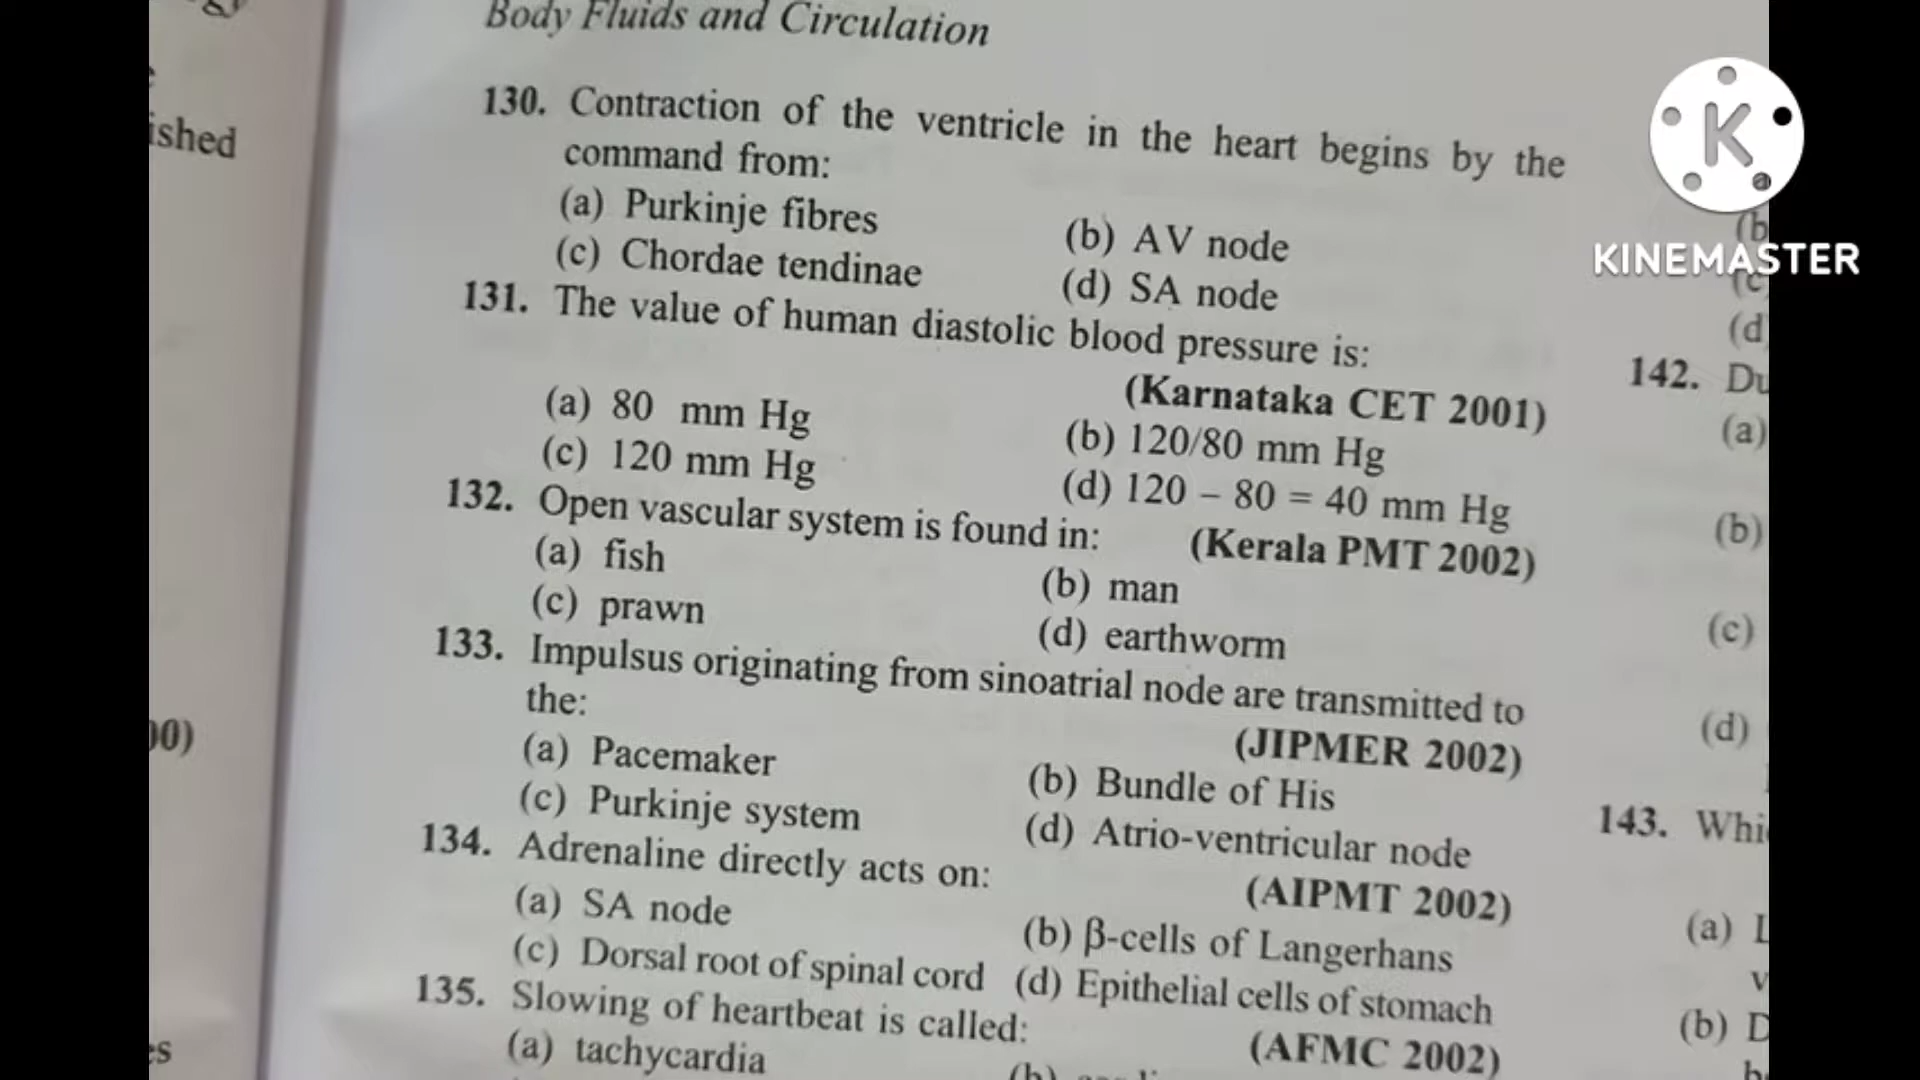 Body Fluids and Circulation
ished
00)
es
130. Contraction of the ventricle in the heart begins by the
command from:
(a) Purkinje fibres
(b) AV node
(c) Chordae tendinae
(d) SA node
131. The value of human diastolic blood pressure is:
(Karnataka CET 2001)
(a) 80 mm Hg
(b) 120/80 mm Hg
(c) 120 mm Hg
(d) 120 – 80 = 40 mm Hg
132. Open vascular system is found in:
(Kerala PMT 2002)
(a) fish
(b) man
(c) prawn
(d) earthworm
133. Impulsus originating from sinoatrial node are transmitted to
the:
(JIPMER 2002)
(a) Pacemaker
(b) Bundle of His
(c) Purkinje system
(d) Atrio-ventricular node
134. Adrenaline directly acts on:
(AIPMT 2002)
(a) SA node
(b) β-cells of Langerhans
(c) Dorsal root of spinal cord
(d) Epithelial cells of stomach
135. Slowing of heartbeat is called:
(AFMC 2002)
(a) tachycardia
K
KINEMASTER
(b
(c)
(d)
142. Du
(a)
(b)
(c)
(d)
143. Whi
(a) L
v
(b) D